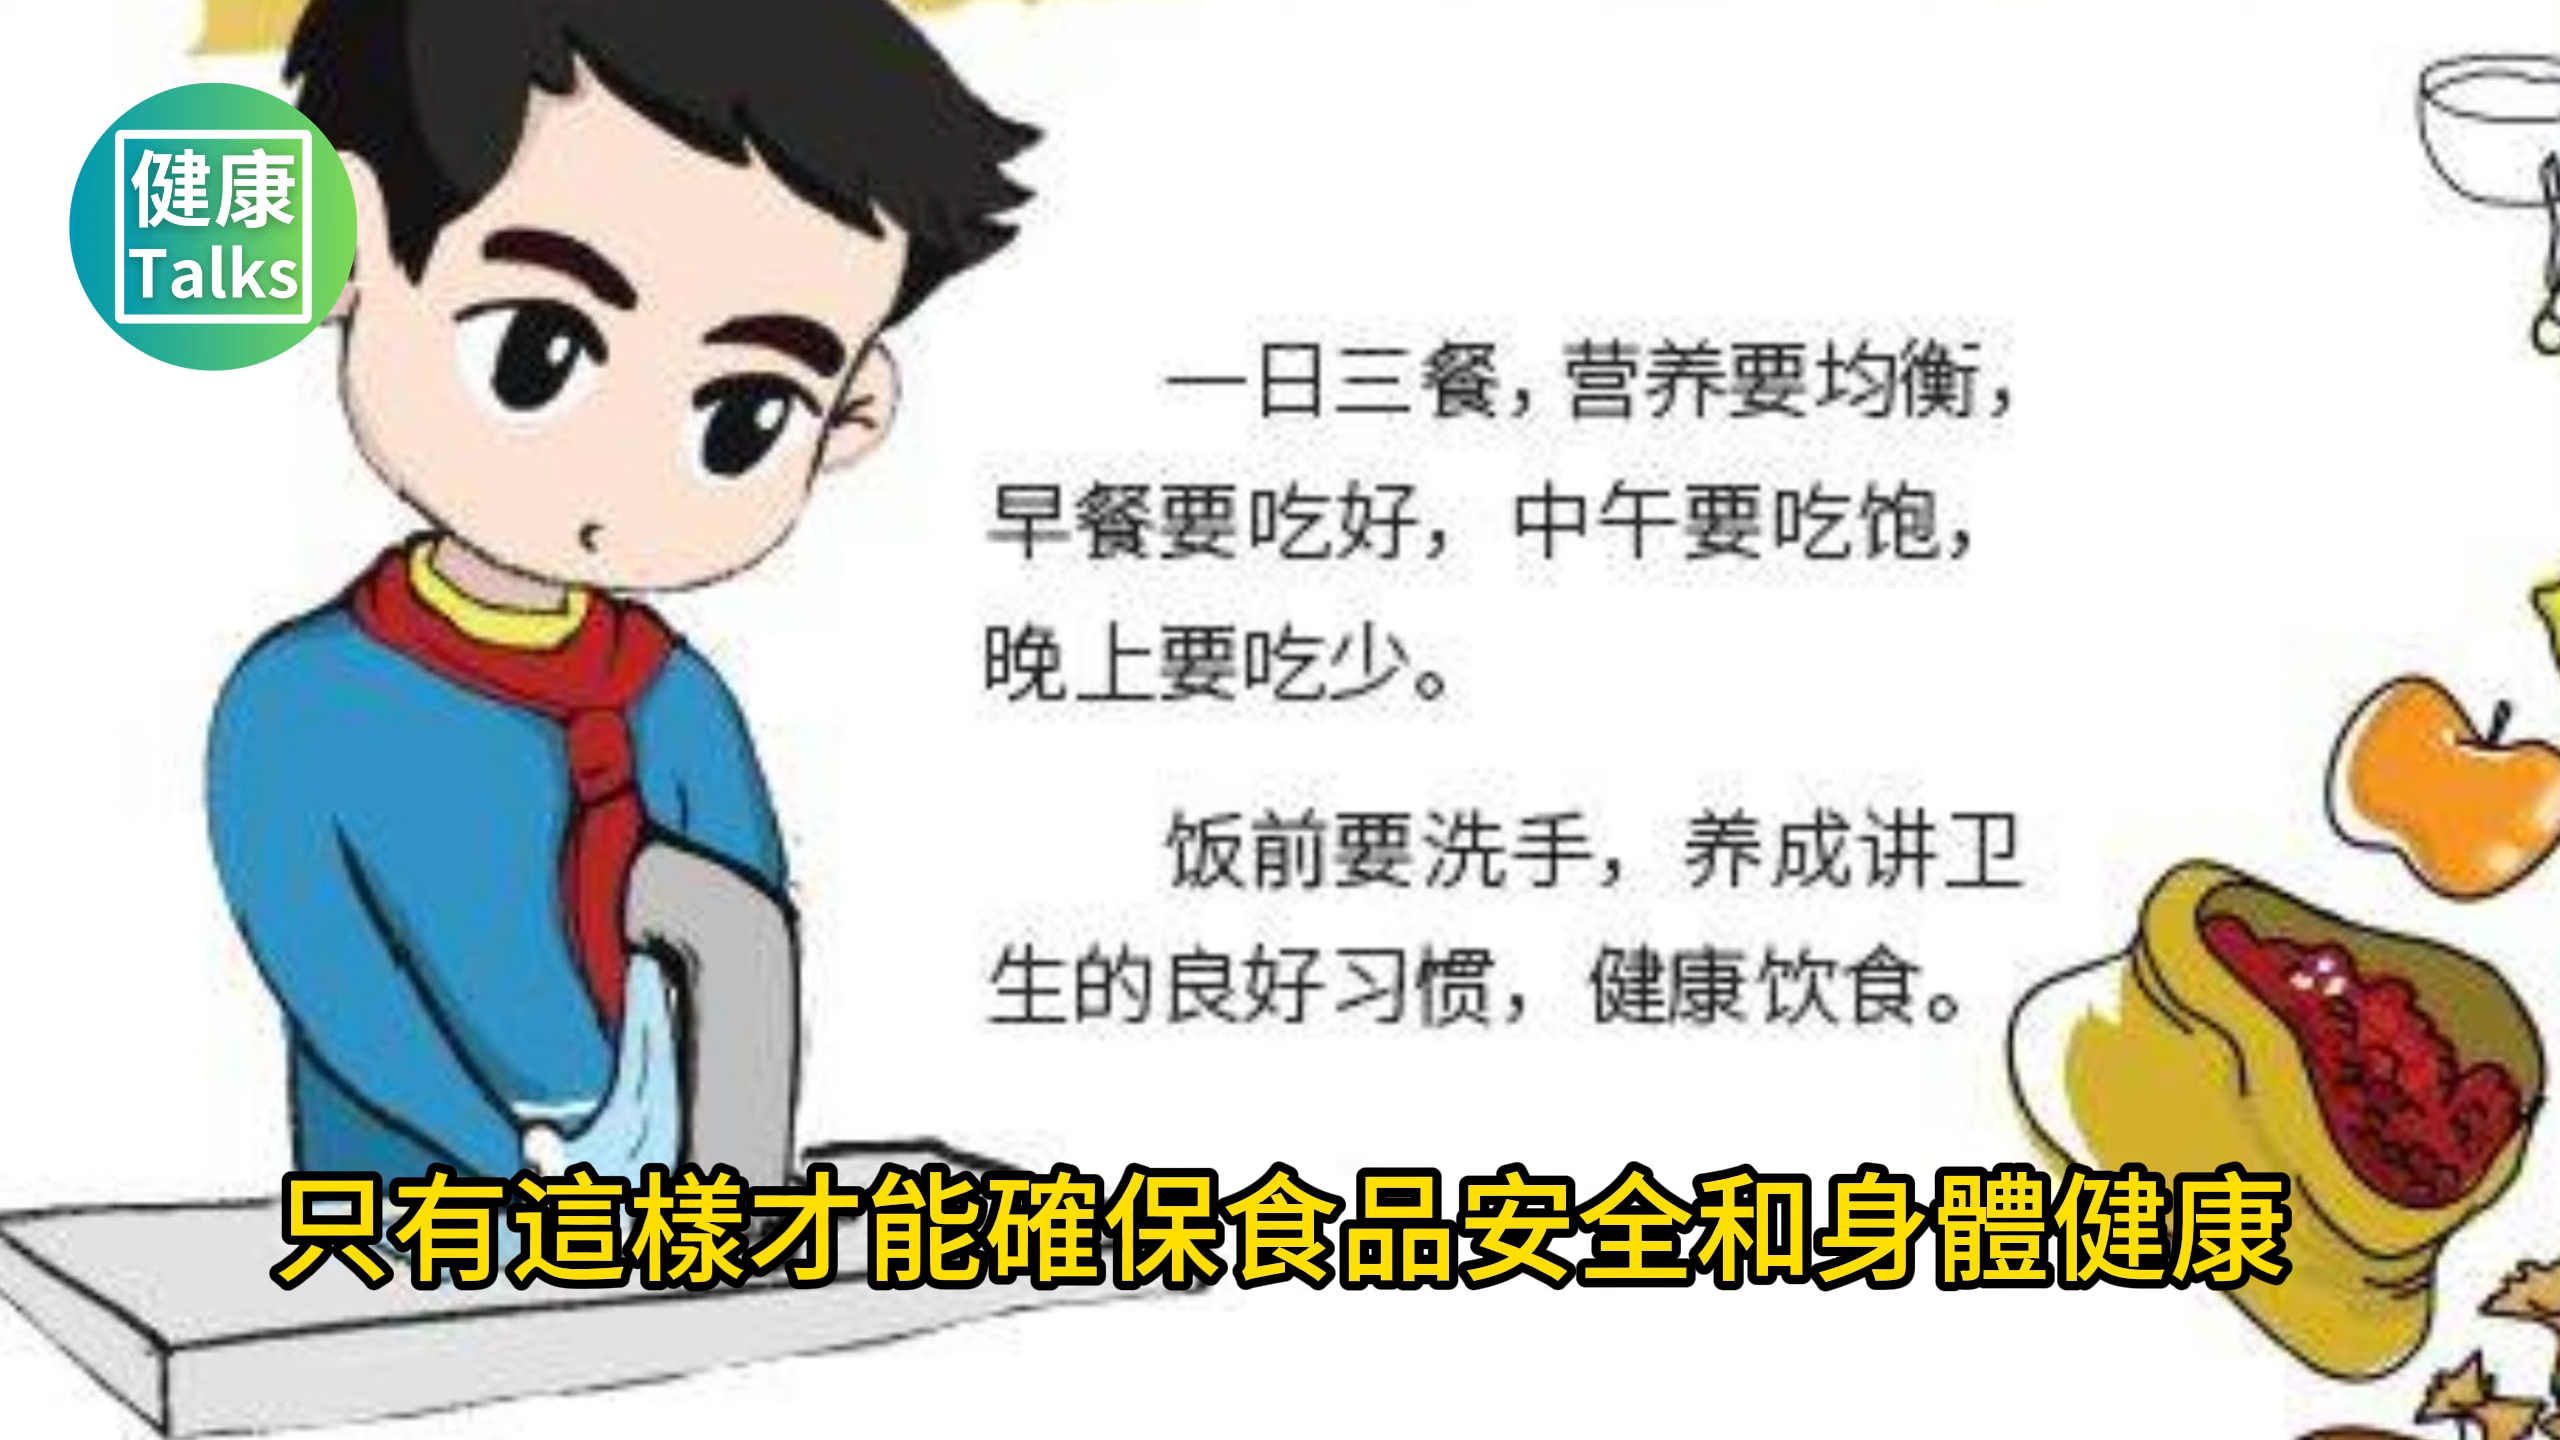 健康
Talks
一日三餐，营养要均衡，
早餐要吃好，中午要吃饱，
晚上要吃少。
饭前要洗手，养成讲卫
生的良好习惯，健康饮食。
只有這樣才能確保食品安全和身體健康